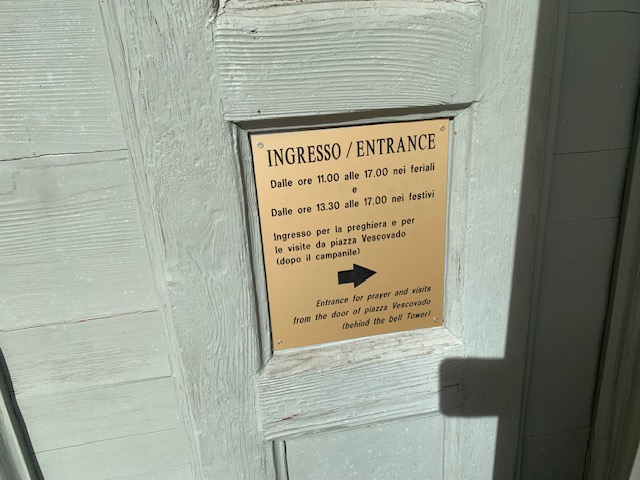 INGRESSO / ENTRANCE
Dalle ore 11.00 alle 17.00 nei feriali
e
Dalle ore 13.30 alle 17.00 nei festivi
Ingresso per la preghiera e per
le visite da piazza Vescovado
(dopo il campanile)
Entrance for prayer and visits
from the door of piazza Vescovado
(behind the bell Tower)